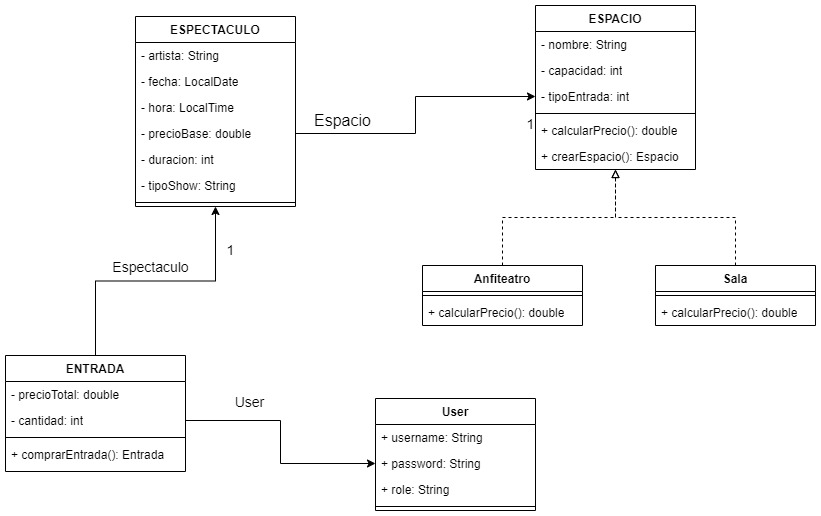 ESPECTACULO
- artista: String
- fecha: LocalDate
- hora: LocalTime
- precioBase: double
- duracion: int
- tipoShow: String
Espacio
1
ESPACIO
- nombre: String
- capacidad: int
- tipoEntrada: int
+ calcularPrecio(): double
+ crearEspacio(): Espacio
Anfiteatro
+ calcularPrecio(): double
Sala
+ calcularPrecio(): double
Espectaculo
1
ENTRADA
- precioTotal: double
- cantidad: int
+ comprarEntrada(): Entrada
User
User
+ username: String
+ password: String
+ role: String